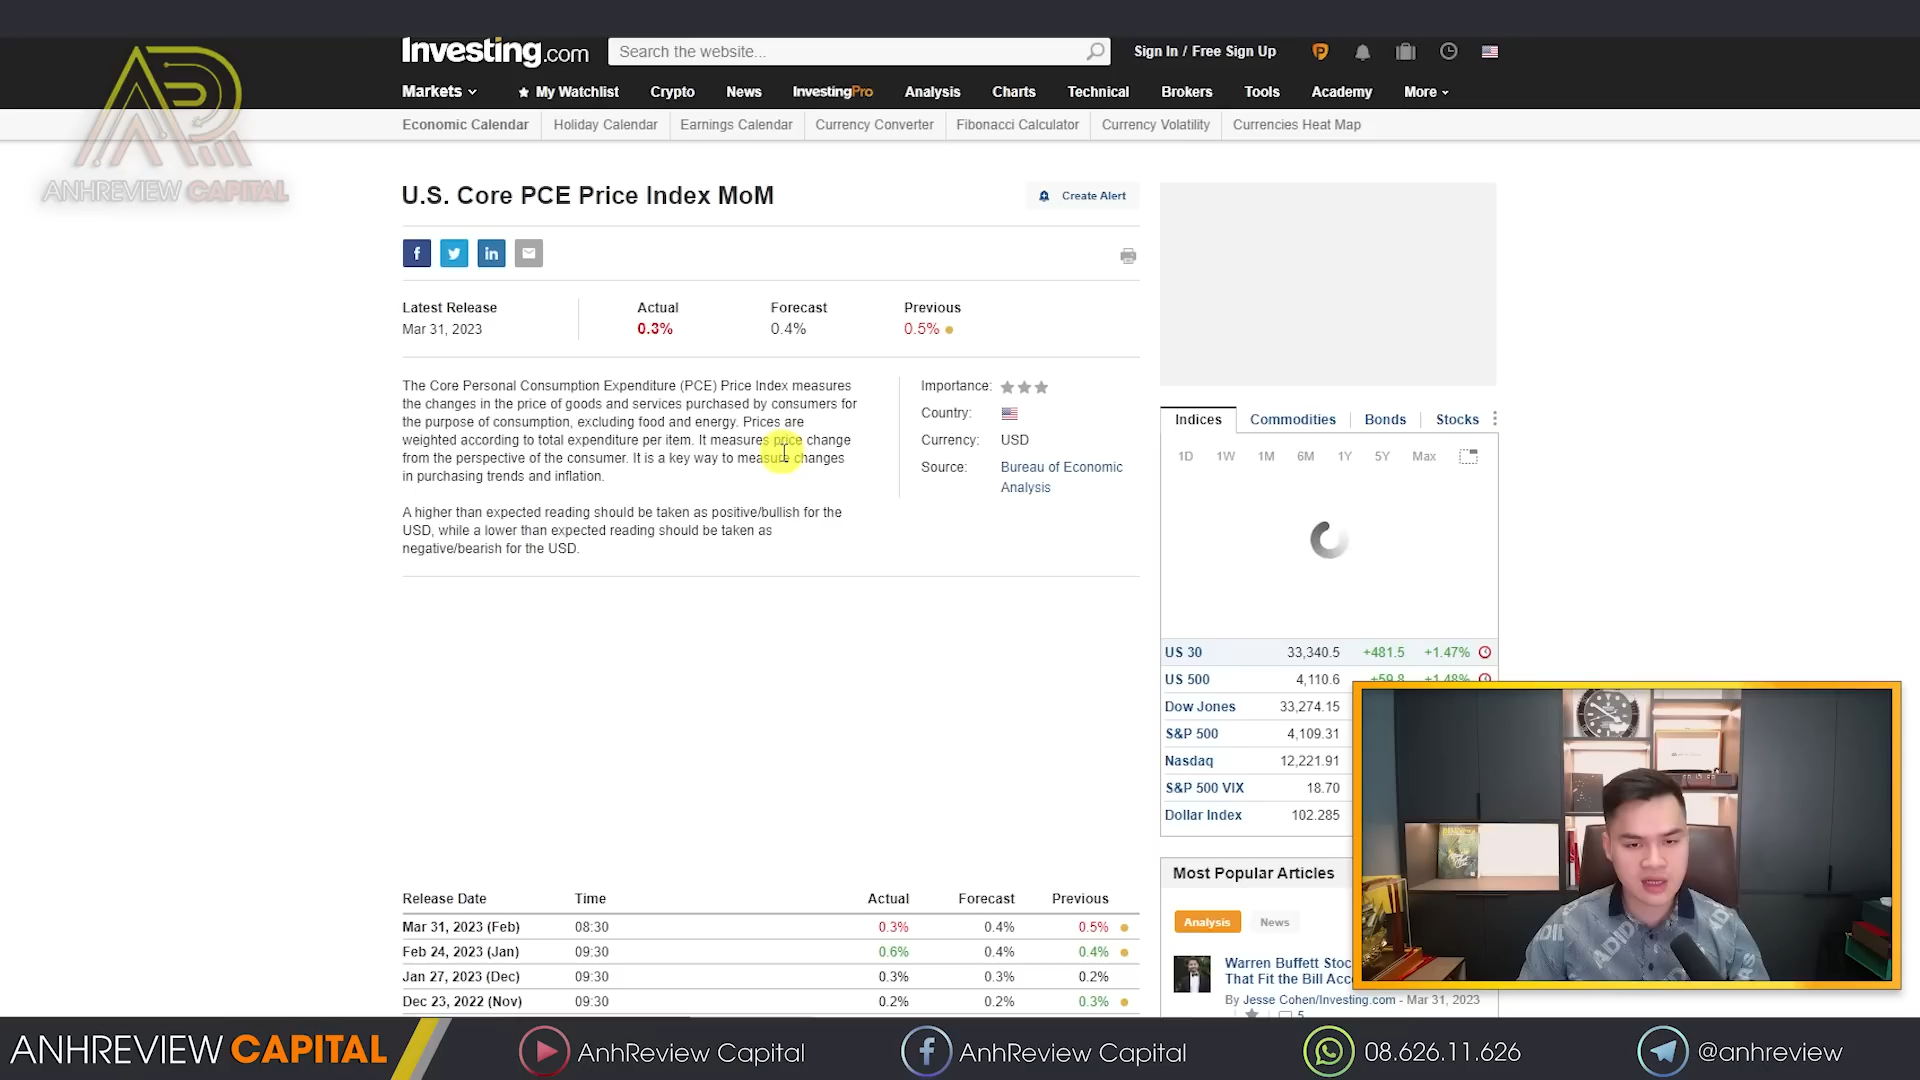 Investing.com
Search the website...
Sign In / Free Sign Up
Markets
My Watchlist
Crypto
News
InvestingPro
Analysis
Charts
Technical
Brokers
Tools
Academy
More
Economic Calendar
Holiday Calendar
Earnings Calendar
Currency Converter
Fibonacci Calculator
Currency Volatility
Currencies Heat Map
ANHREVIEW CAPITAL
U.S. Core PCE Price Index MoM
Create Alert
Latest Release
Mar 31, 2023
Actual
0.3%
Forecast
0.4%
Previous
0.5%
The Core Personal Consumption Expenditure (PCE) Price Index measures
the changes in the price of goods and services purchased by consumers for
the purpose of consumption, excluding food and energy. Prices are
weighted according to total expenditure per item. It measures price change
from the perspective of the consumer. It is a key way to measure changes
in purchasing trends and inflation.
A higher than expected reading should be taken as positive/bullish for the
USD, while a lower than expected reading should be taken as
negative/bearish for the USD.
Importance:
Country:
Currency: USD
Source: Bureau of Economic
Analysis
Indices
Commodities
Bonds
Stocks
1D 1W 1M 6M 1Y 5Y Max
US 30 33,340.5 +481.5 +1.47%
US 500 4,110.6 +59.8 +1.48%
Dow Jones 33,274.15
S&P 500 4,109.31
Nasdaq 12,221.91
S&P 500 VIX 18.70
Dollar Index 102.285
Most Popular Articles
Analysis
News
Warren Buffett
That Fit the Bill
By Jesse Cohen/Investing.com - Mar 31, 2023
5
Release Date Time Actual Forecast Previous
Mar 31, 2023 (Feb) 08:30 0.3% 0.4% 0.5%
Feb 24, 2023 (Jan) 09:30 0.6% 0.4% 0.4%
Jan 27, 2023 (Dec) 09:30 0.3% 0.3% 0.2%
Dec 23, 2022 (Nov) 09:30 0.2% 0.2% 0.3%
ANHREVIEW CAPITAL
AnhReview Capital
AnhReview Capital
08.626.11.626
@anhreview